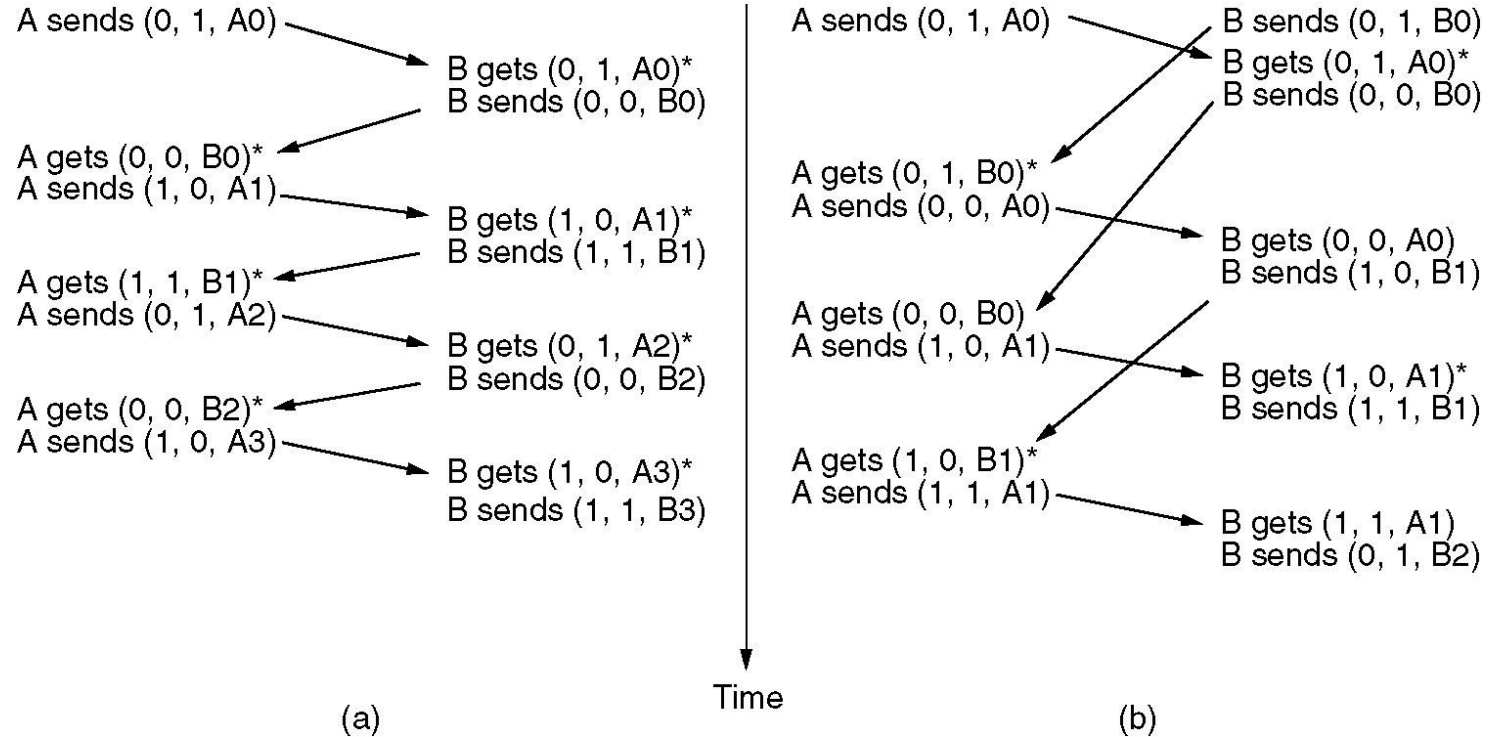 A sends (0, 1, A0)
B gets (0, 1, A0)*
B sends (0, 0, B0)
A gets (0, 0, B0)*
A sends (1, 0, A1)
B gets (1, 0, A1)*
B sends (1, 1, B1)
A gets (1, 1, B1)*
A sends (0, 1, A2)
B gets (0, 1, A2)*
B sends (0, 0, B2)
A gets (0, 0, B2)*
A sends (1, 0, A3)
B gets (1, 0, A3)*
B sends (1, 1, B3)
(a)
Time
A sends (0, 1, A0)
B sends (0, 1, B0)
B gets (0, 1, A0)*
B sends (0, 0, B0)
A gets (0, 1, B0)*
A sends (0, 0, A0)
B gets (0, 0, A0)
B sends (1, 0, B1)
A gets (0, 0, B0)
A sends (1, 0, A1)
B gets (1, 0, A1)*
B sends (1, 1, B1)
A gets (1, 0, B1)*
A sends (1, 1, A1)
B gets (1, 1, A1)
B sends (0, 1, B2)
(b)